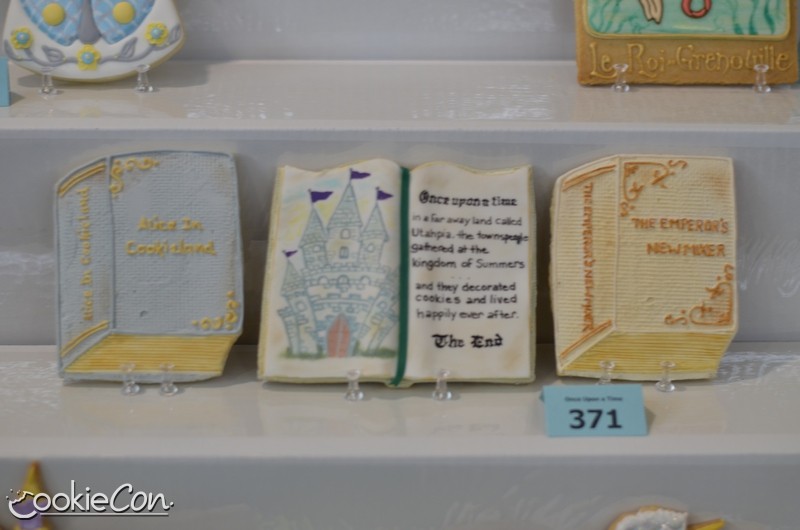 Le Roi-Grenouille
Alice In Cookieland
Alice In
Cookieland
Once upon a time
in a far away land called
Utahpia, the townspeople
gathered at the
kingdom of Summers
. . .
and they decorated
cookies and lived
happily ever after.
The End
THE EMPEROR'S NEW MIXER
THE EMPEROR'S
NEW MIXER
Once Upon a Time
371
CookieCon